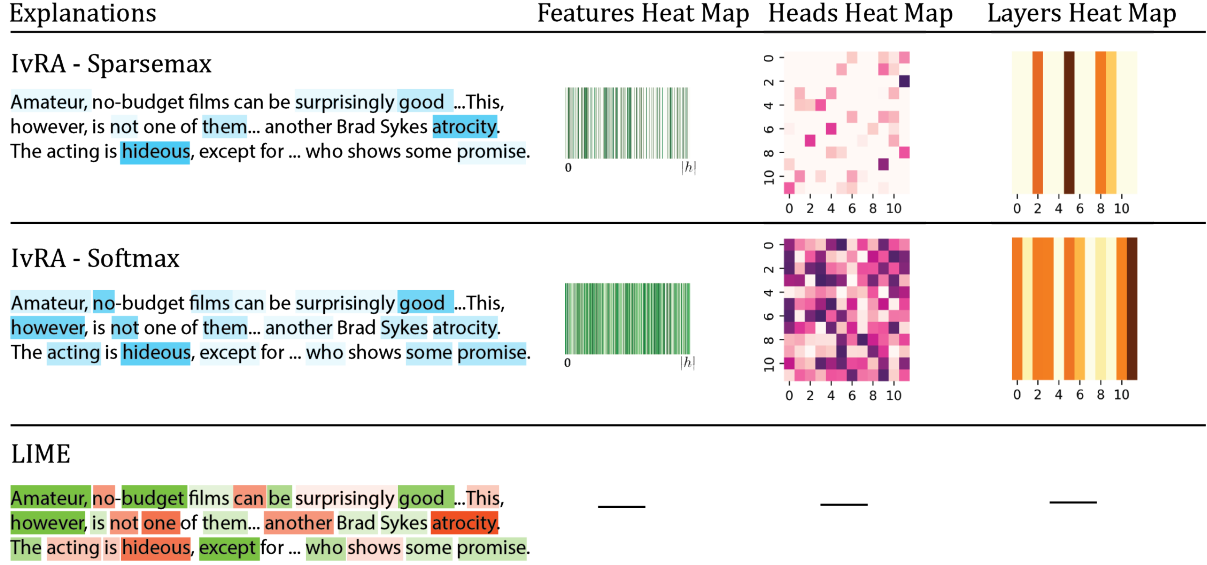 Explanations Features Heat Map Heads Heat Map Layers Heat Map
IvRA - Sparsemax
Amateur, no-budget films can be surprisingly good ...This,
however, is not one of them... another Brad Sykes atrocity.
The acting is hideous, except for ... who shows some promise.
0 |h|
0
2
4
6
8
10
0 2 4 6 8 10
0 2 4 6 8 10
IvRA - Softmax
Amateur, no-budget films can be surprisingly good ...This,
however, is not one of them... another Brad Sykes atrocity.
The acting is hideous, except for ... who shows some promise.
0 |h|
0
2
4
6
8
10
0 2 4 6 8 10
0 2 4 6 8 10
LIME
Amateur, no-budget films can be surprisingly good ...This,
however, is not one of them... another Brad Sykes atrocity.
The acting is hideous, except for ... who shows some promise.